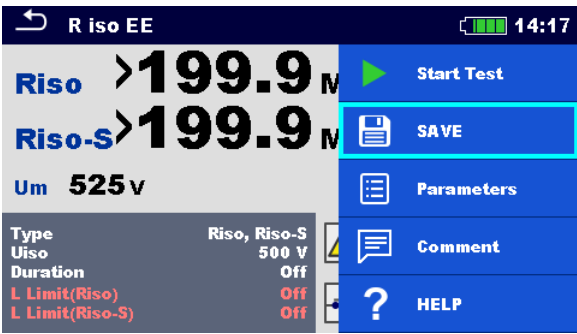 R iso EE
14:17
Riso >199.9 M
Riso-S >199.9 M
Um 525 V
Type Riso, Riso-S
Uiso 500 V
Duration Off
L Limit(Riso) Off
L Limit(Riso-S) Off
Start Test
SAVE
Parameters
Comment
? HELP